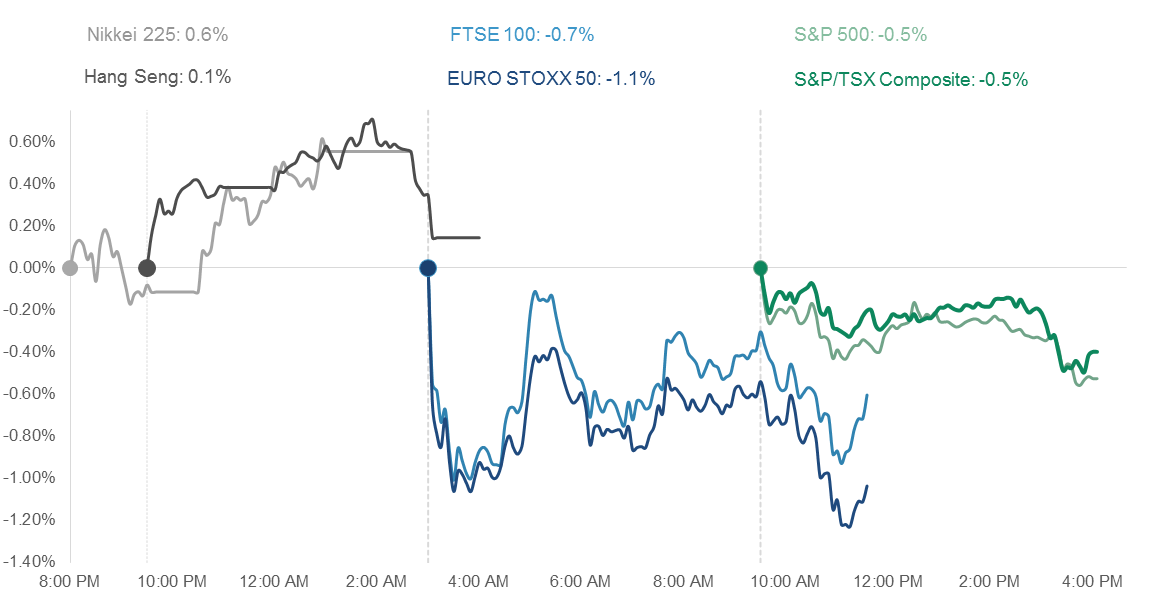 Nikkei 225: 0.6%
FTSE 100: -0.7%
S&P 500: -0.5%
Hang Seng: 0.1%
EURO STOXX 50: -1.1%
S&P/TSX Composite: -0.5%
0.60%
0.40%
0.20%
0.00%
-0.20%
-0.40%
-0.60%
-0.80%
-1.00%
-1.20%
-1.40%
8:00 PM
10:00 PM
12:00 AM
2:00 AM
4:00 AM
6:00 AM
8:00 AM
10:00 AM
12:00 PM
2:00 PM
4:00 PM